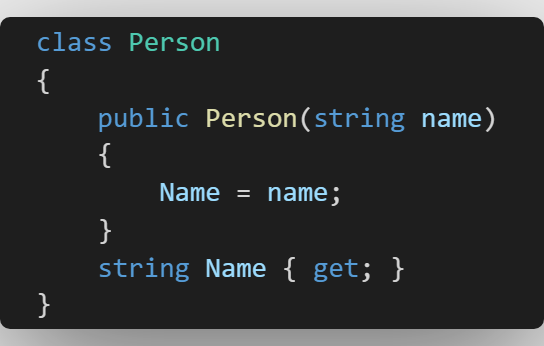 class Person
{
    public Person(string name)
    {
        Name = name;
    }
    string Name { get; }
}